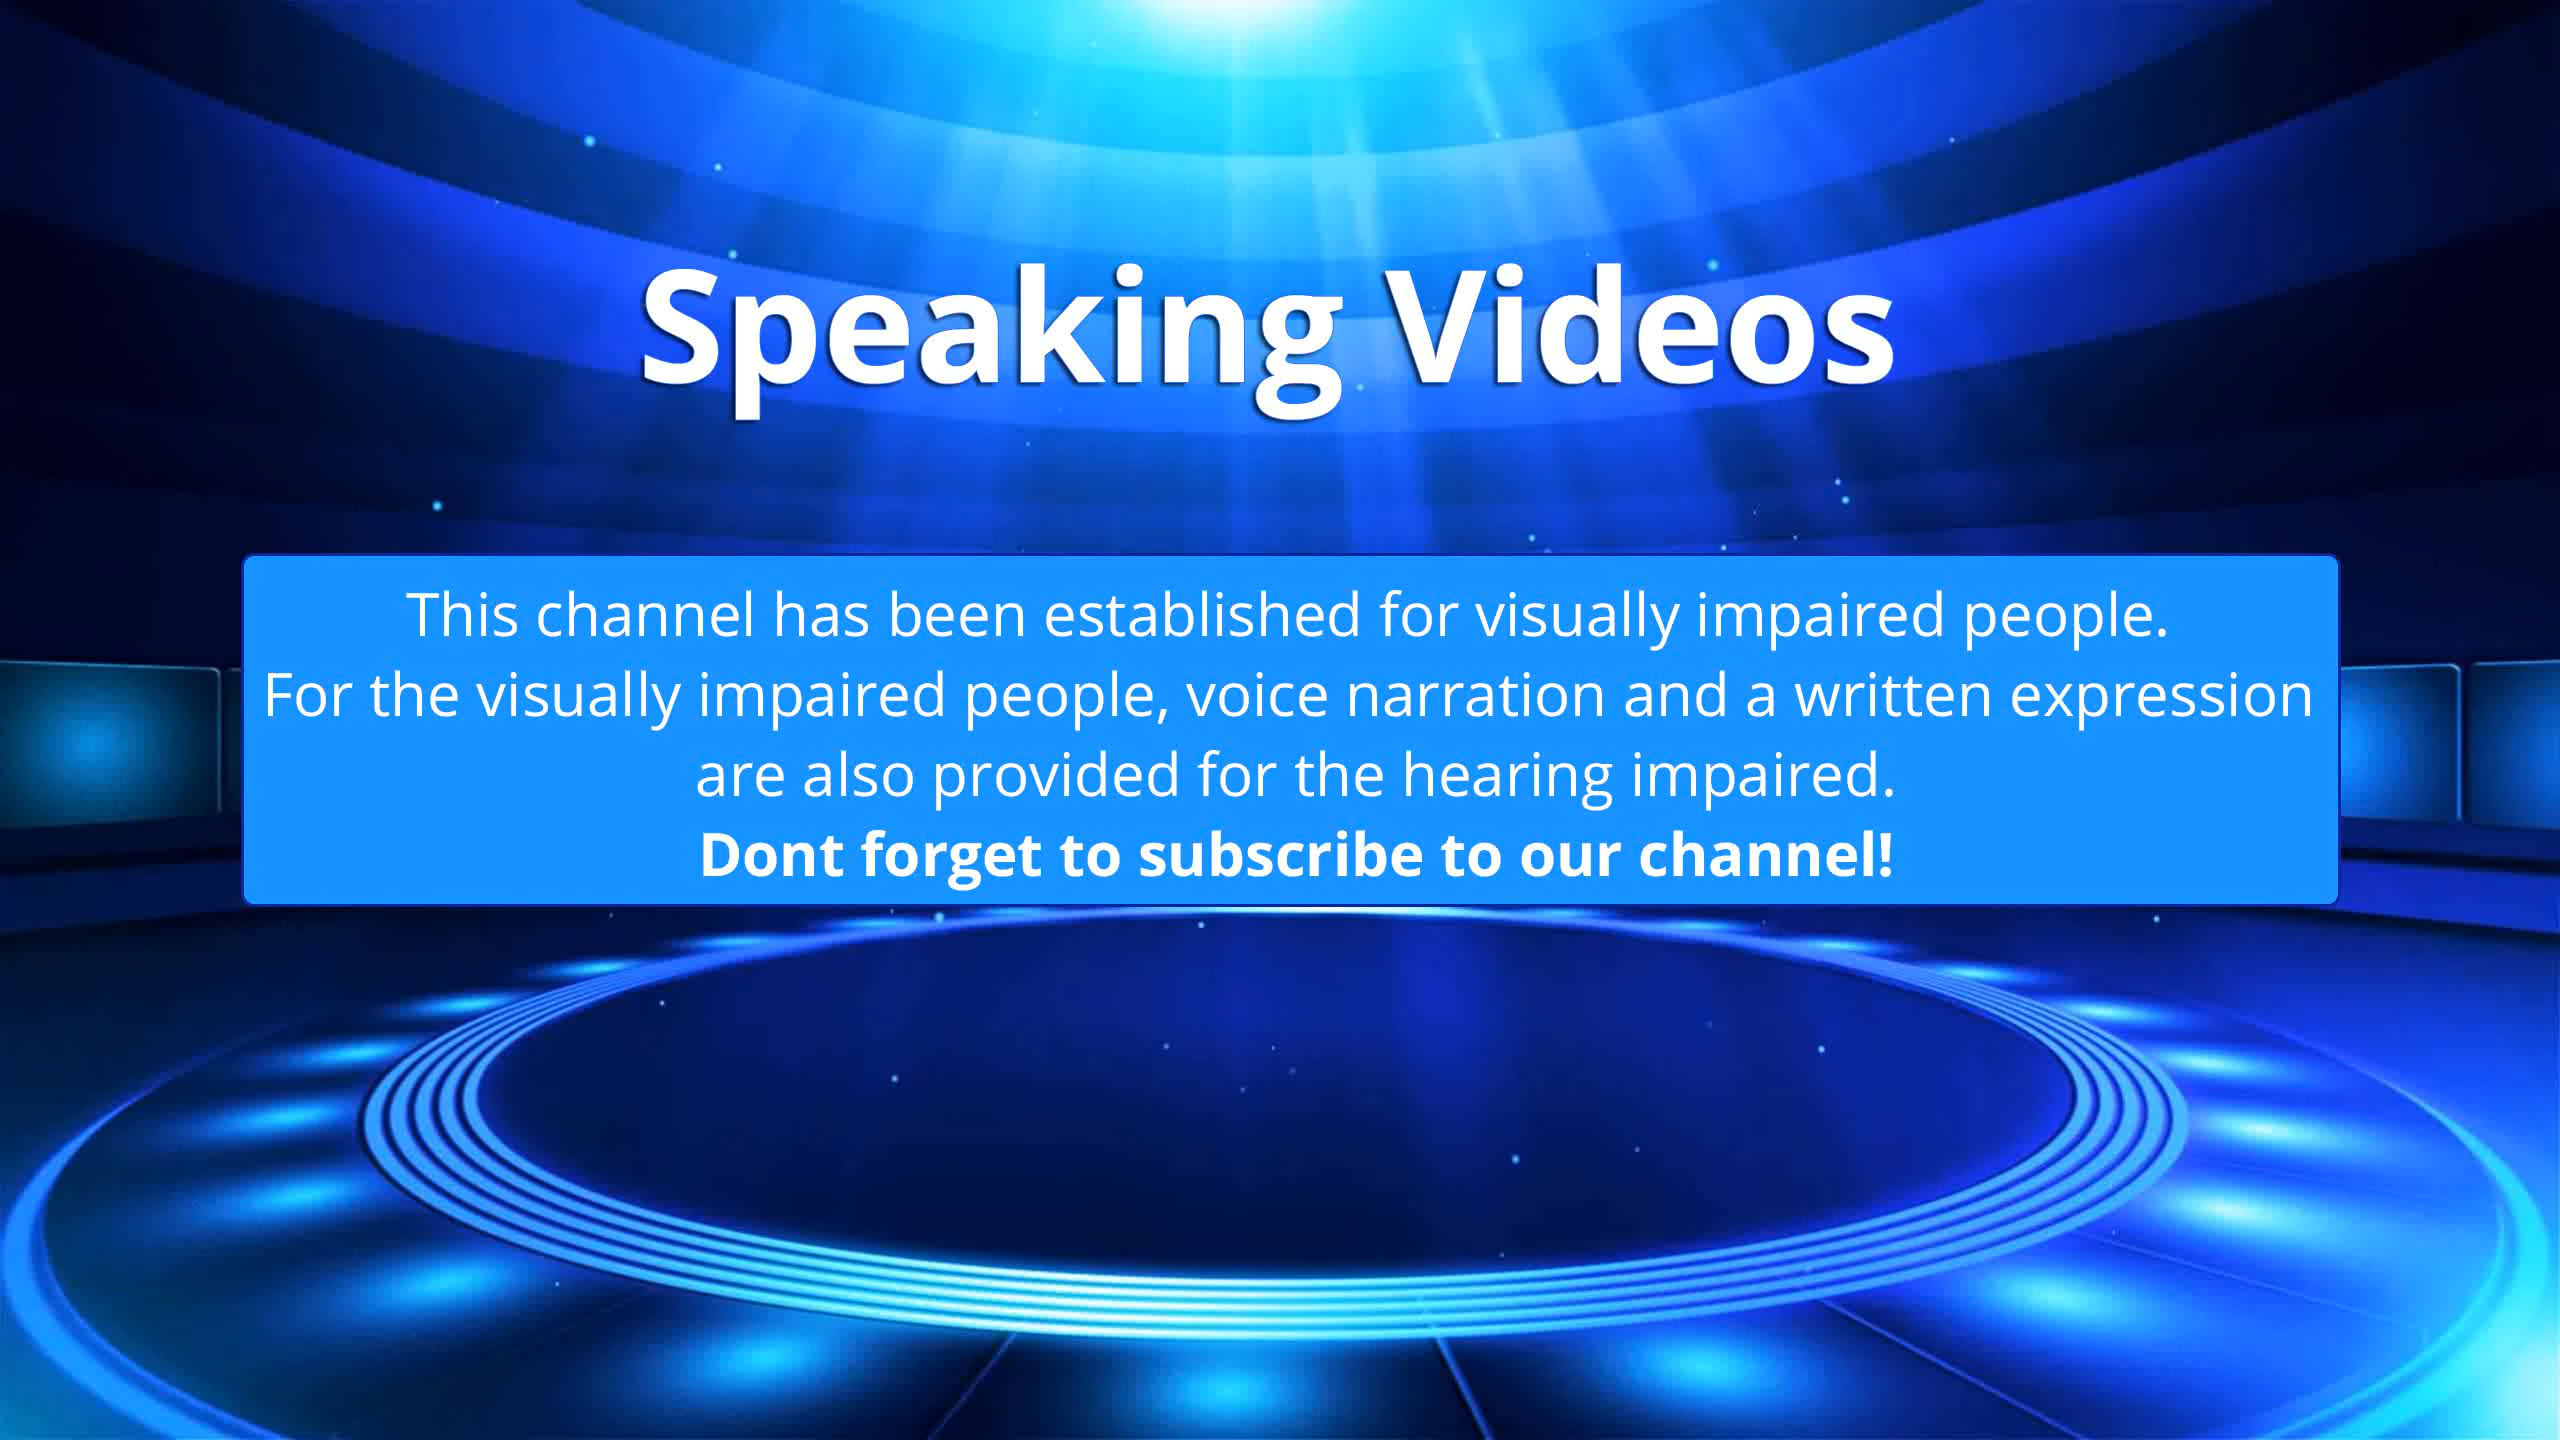 Speaking Videos
This channel has been established for visually impaired people.
For the visually impaired people, voice narration and a written expression
are also provided for the hearing impaired.
Dont forget to subscribe to our channel!